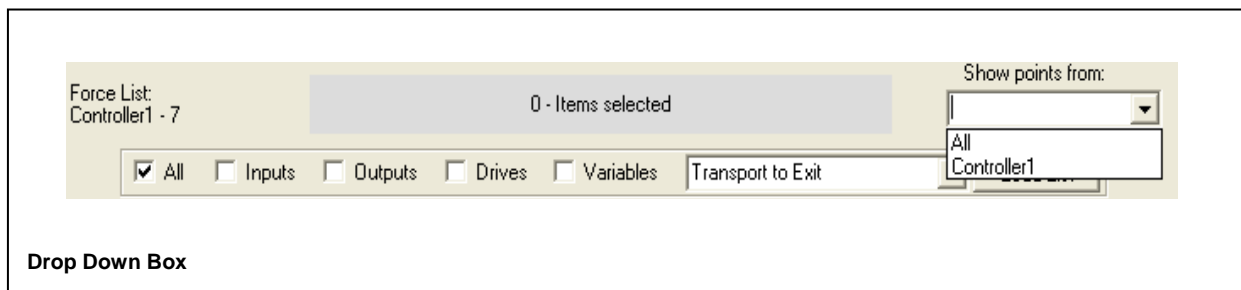 Show points from:
Force List:
Controller1 - 7
0 - Items selected
All
Controller1
All Inputs Outputs Drives Variables Transport to Exit
Drop Down Box